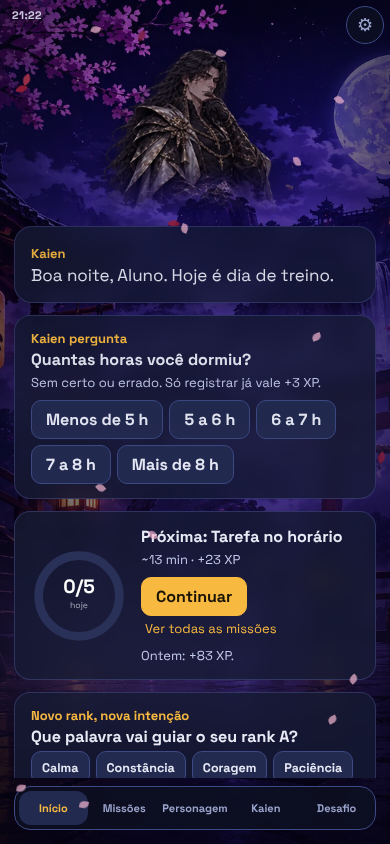 21:22
Kaien
Boa noite, Aluno. Hoje é dia de treino.
Kaien pergunta
Quantas horas você dormiu?
Sem certo ou errado. Só registrar já vale +3 XP.
Menos de 5 h
5 a 6 h
6 a 7 h
7 a 8 h
Mais de 8 h
0/5
hoje
Próxima: Tarefa no horário
~13 min · +23 XP
Continuar
Ver todas as missões
Ontem: +83 XP.
Novo rank, nova intenção
Que palavra vai guiar o seu rank A?
Calma
Constância
Coragem
Paciência
Início
Missões
Personagem
Kaien
Desafio